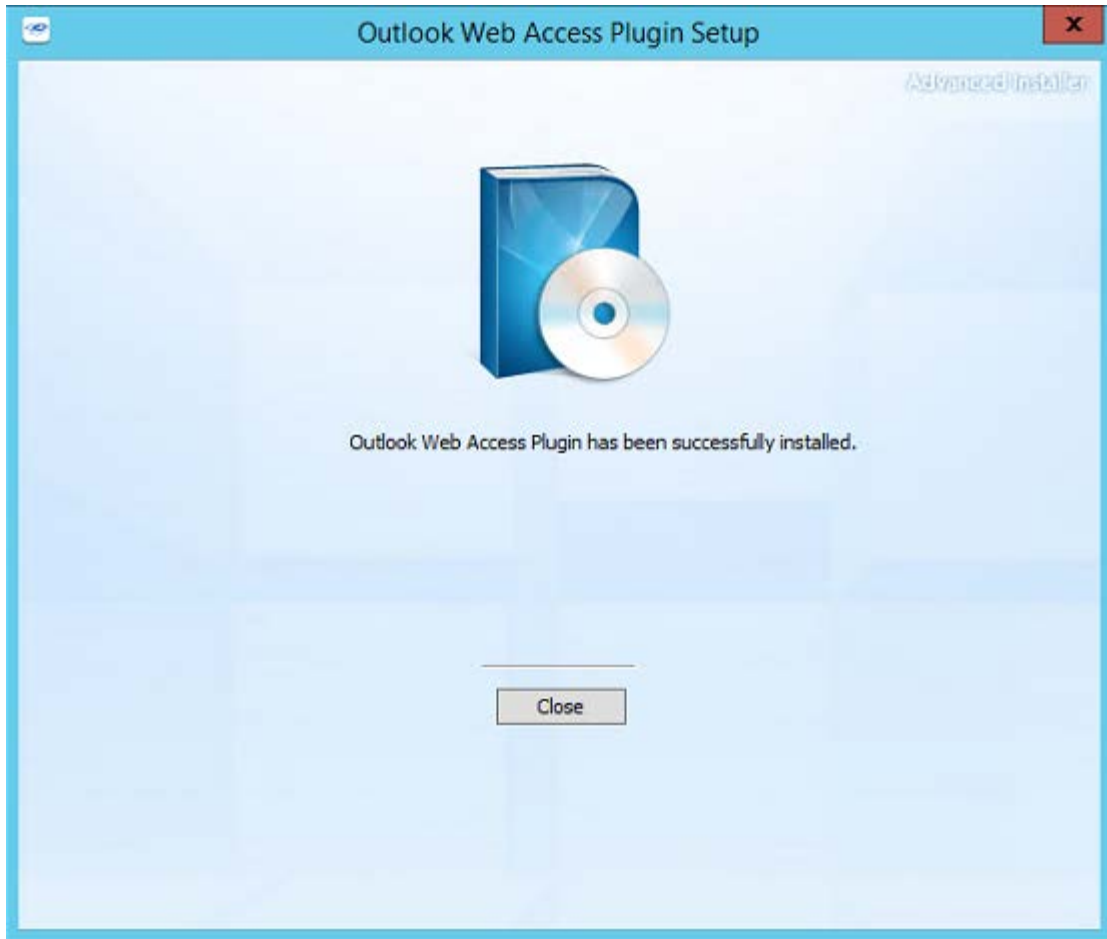 Outlook Web Access Plugin Setup
x
Advanced Installer
Outlook Web Access Plugin has been successfully installed.
Close